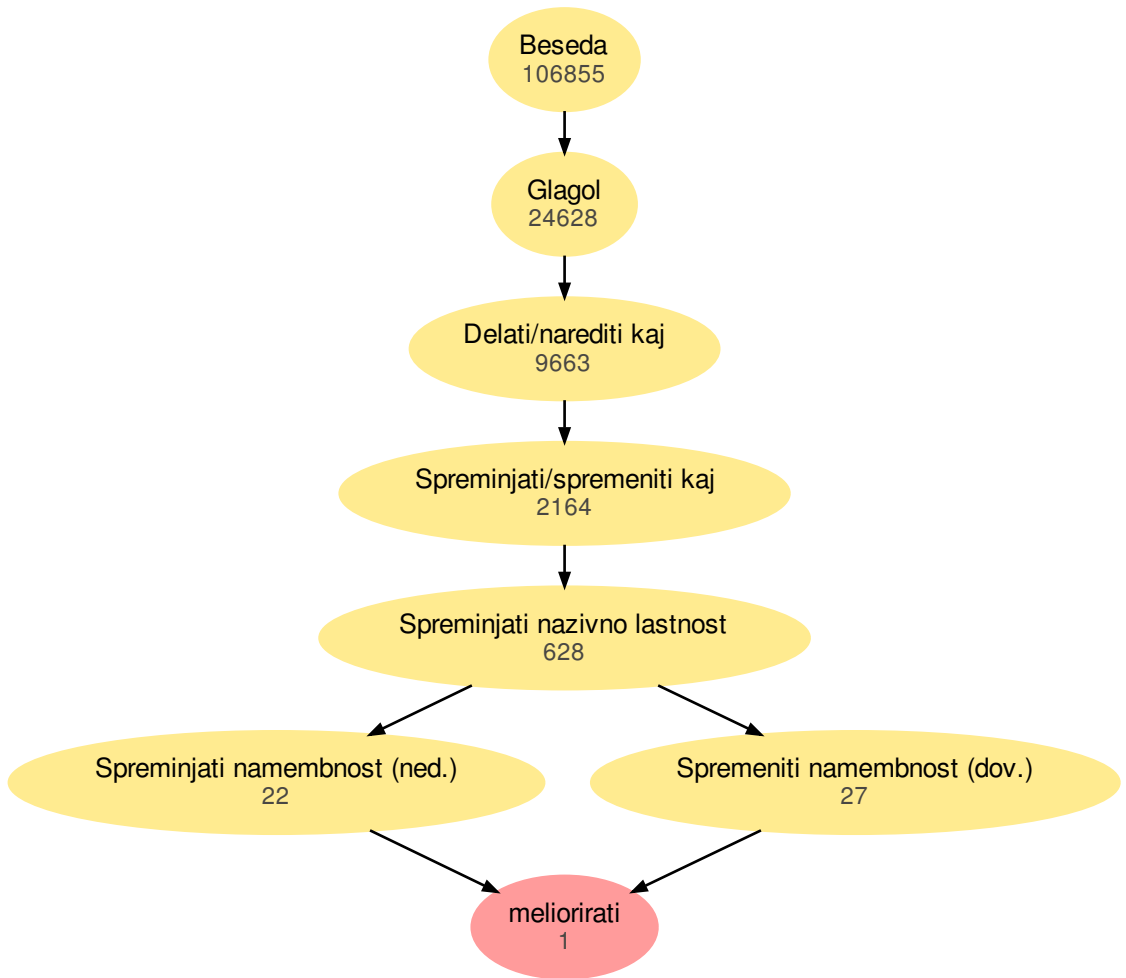 Beseda
106855
Glagol
24628
Delati/narediti kaj
9663
Spreminjati/spremeniti kaj
2164
Spreminjati nazivno lastnost
628
Spreminjati namembnost (ned.)
22
Spremeniti namembnost (dov.)
27
meliorirati
1